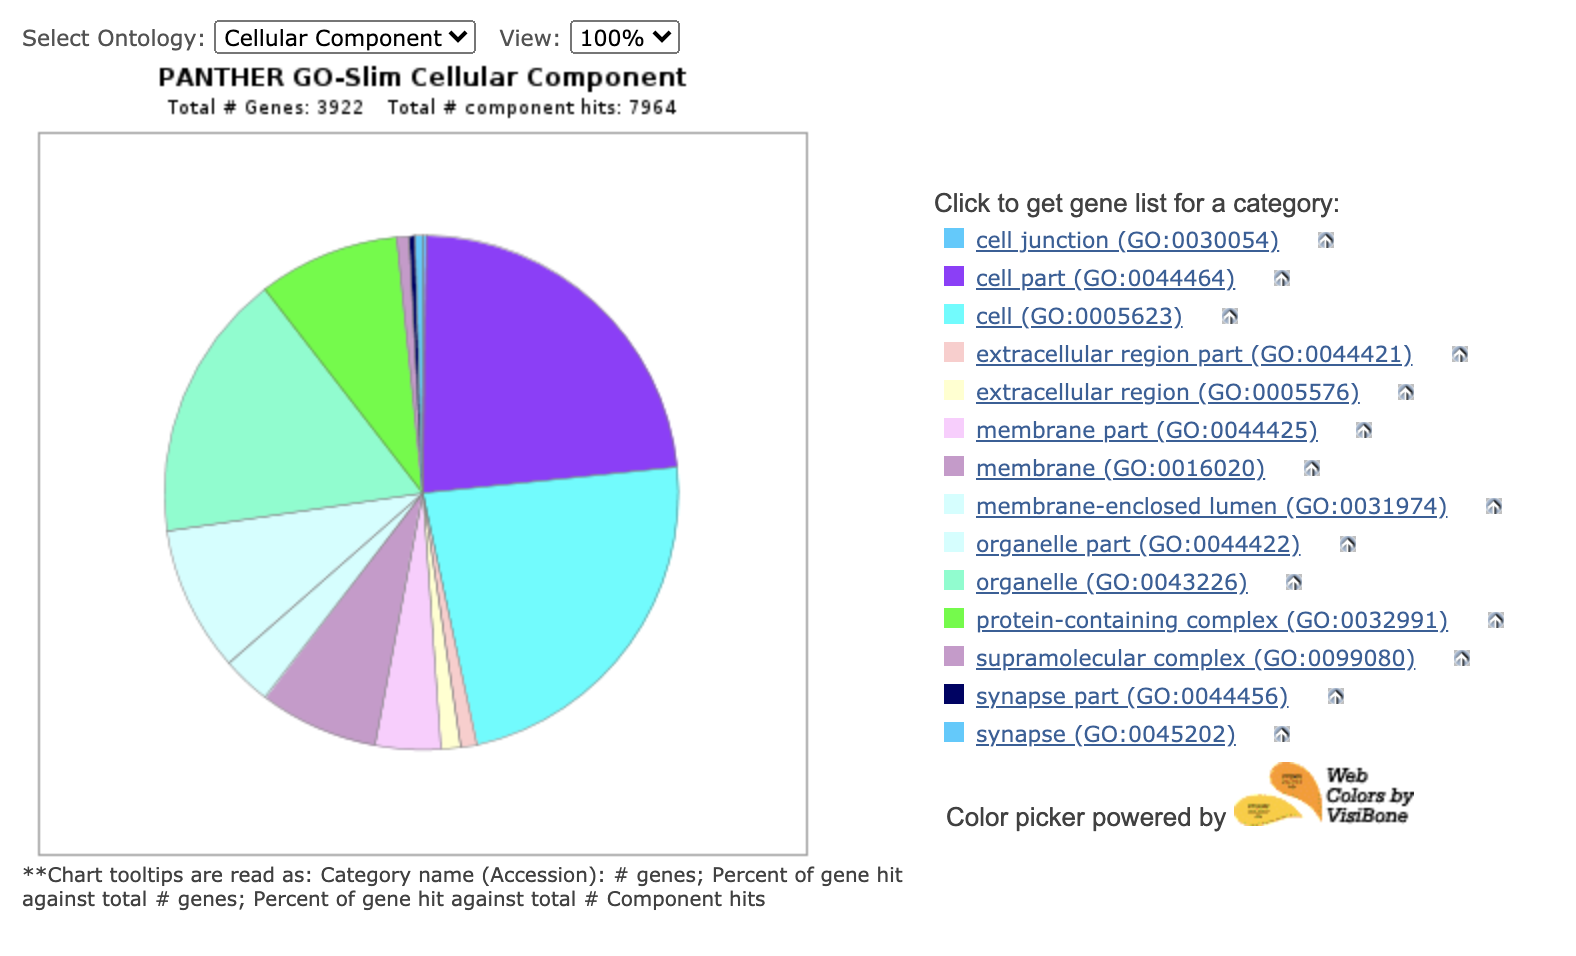 Select Ontology: Cellular Component View: 100%
PANTHER GO-Slim Cellular Component
Total # Genes: 3922 Total # component hits: 7964
Click to get gene list for a category:
cell junction (GO:0030054)
cell part (GO:0044464)
cell (GO:0005623)
extracellular region part (GO:0044421)
extracellular region (GO:0005576)
membrane part (GO:0044425)
membrane (GO:0016020)
membrane-enclosed lumen (GO:0031974)
organelle part (GO:0044422)
organelle (GO:0043226)
protein-containing complex (GO:0032991)
supramolecular complex (GO:0099080)
synapse part (GO:0044456)
synapse (GO:0045202)
Color picker powered by
Web
Colors by
VisiBone
**Chart tooltips are read as: Category name (Accession): # genes; Percent of gene hit
against total # genes; Percent of gene hit against total # Component hits